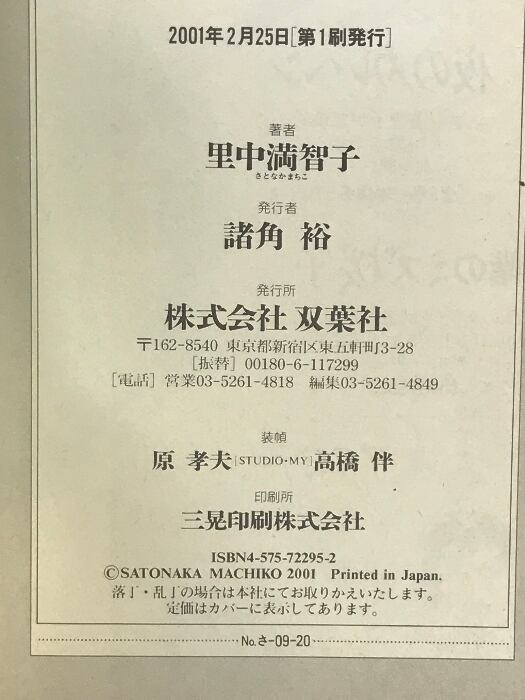 2001年2月25日[第1刷発行]
著者
里中満智子
さとなかまちこ
発行者
諸角 裕
発行所
株式会社 双葉社
〒162-8540 東京都新宿区東五軒町3-28
[振替] 00180-6-117299
[電話] 営業03-5261-4818 編集03-5261-4849
装幀
原 孝夫[STUDIO・MY]高橋 伴
印刷所
三晃印刷株式会社
ISBN4-575-72295-2
©SATONAKA MACHIKO 2001 Printed in Japan.
落丁・乱丁の場合は本社にてお取りかえいたします。
定価はカバーに表示してあります。
No.さ-09-20